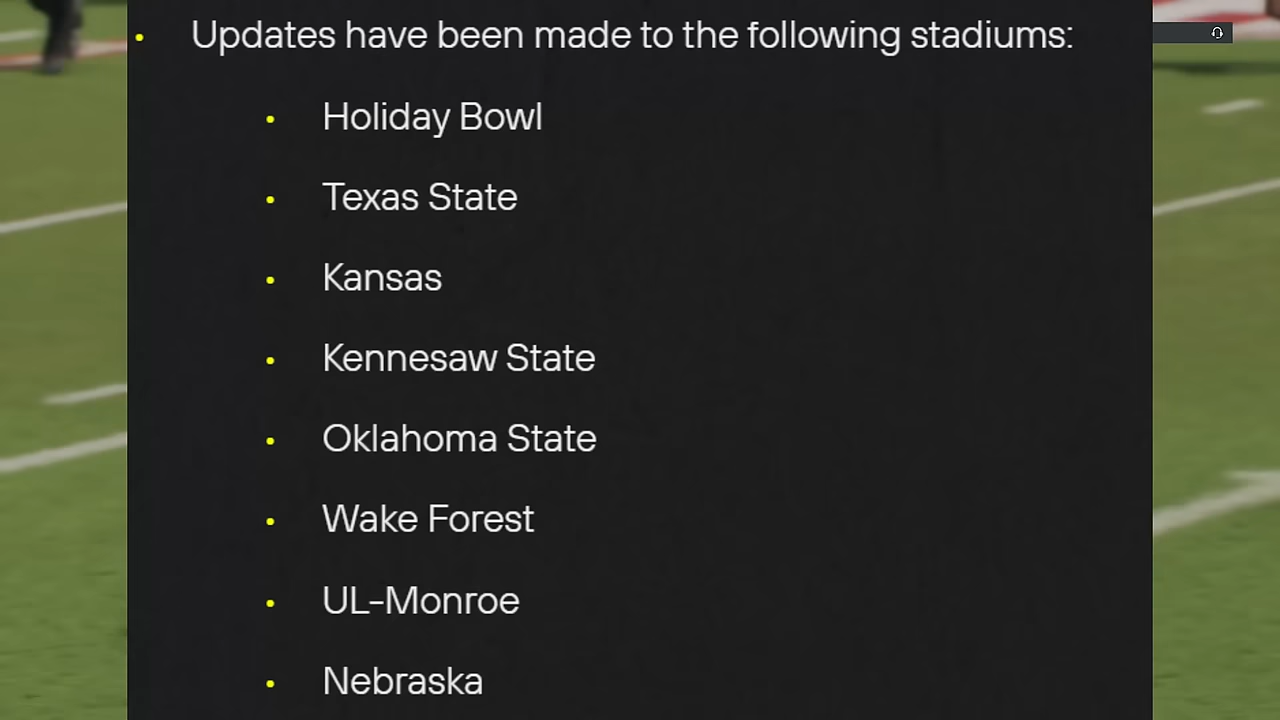 Updates have been made to the following stadiums:
Holiday Bowl
Texas State
Kansas
Kennesaw State
Oklahoma State
Wake Forest
UL-Monroe
Nebraska